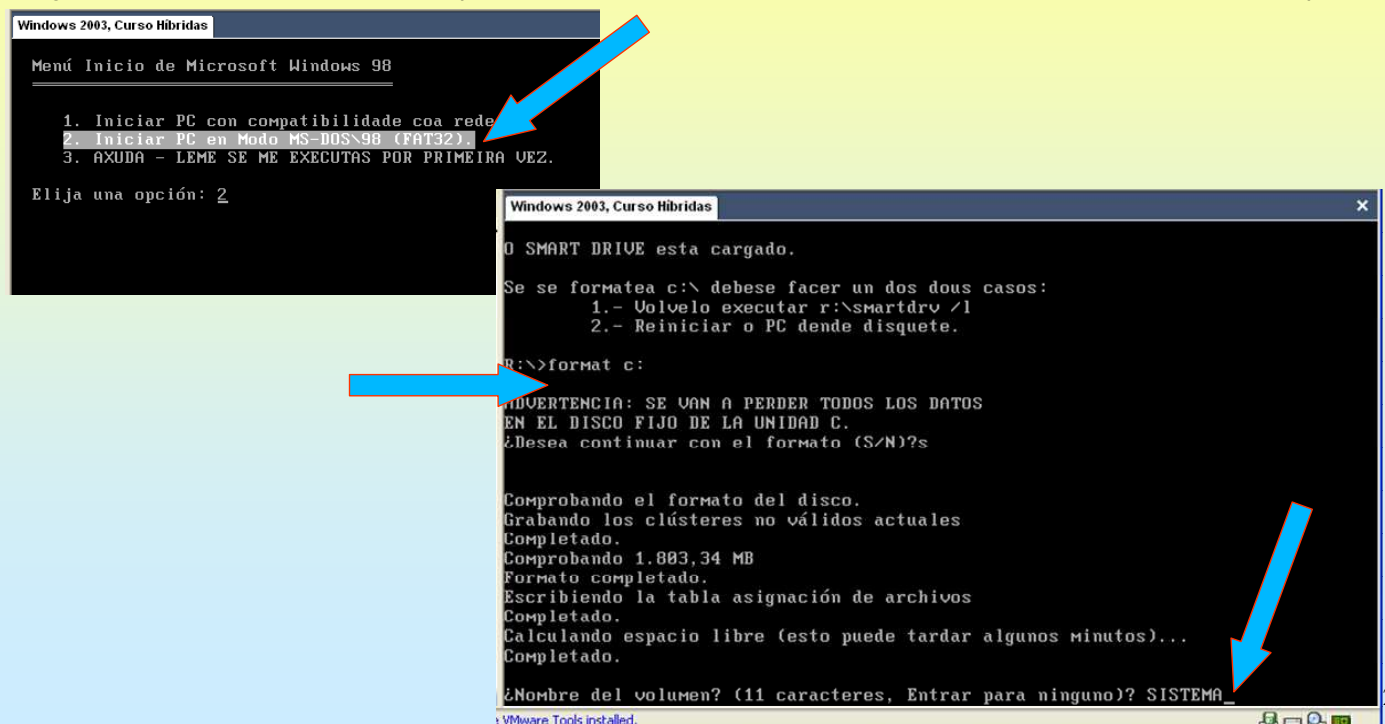 Windows 2003, Curso Híbridas
Menú Inicio de Microsoft Windows 98
1. Iniciar PC con compatibilidade coa rede
2. Iniciar PC en Modo MS-DOS\98 (FAT32).
3. AXUDA - LEME SE ME EXECUTAS POR PRIMEIRA VEZ.
Elija una opción: 2
Windows 2003, Curso Híbridas
O SMART DRIVE esta cargado.
Se se formatea c:\ debese facer un dos dous casos:
1.- Volvelo executar r:\smartdrv /l
2.- Reiniciar o PC dende disquete.
R:\>format c:
ADVERTENCIA: SE VAN A PERDER TODOS LOS DATOS
EN EL DISCO FIJO DE LA UNIDAD C.
¿Desea continuar con el formato (S/N)?s
Comprobando el formato del disco.
Grabando los clústeres no válidos actuales
Completado.
Comprobando 1.803,34 MB
Formato completado.
Escribiendo la tabla asignación de archivos
Completado.
Calculando espacio libre (esto puede tardar algunos minutos)...
Completado.
¿Nombre del volumen? (11 caracteres, Entrar para ninguno)? SISTEMA_
VMware Tools installed.